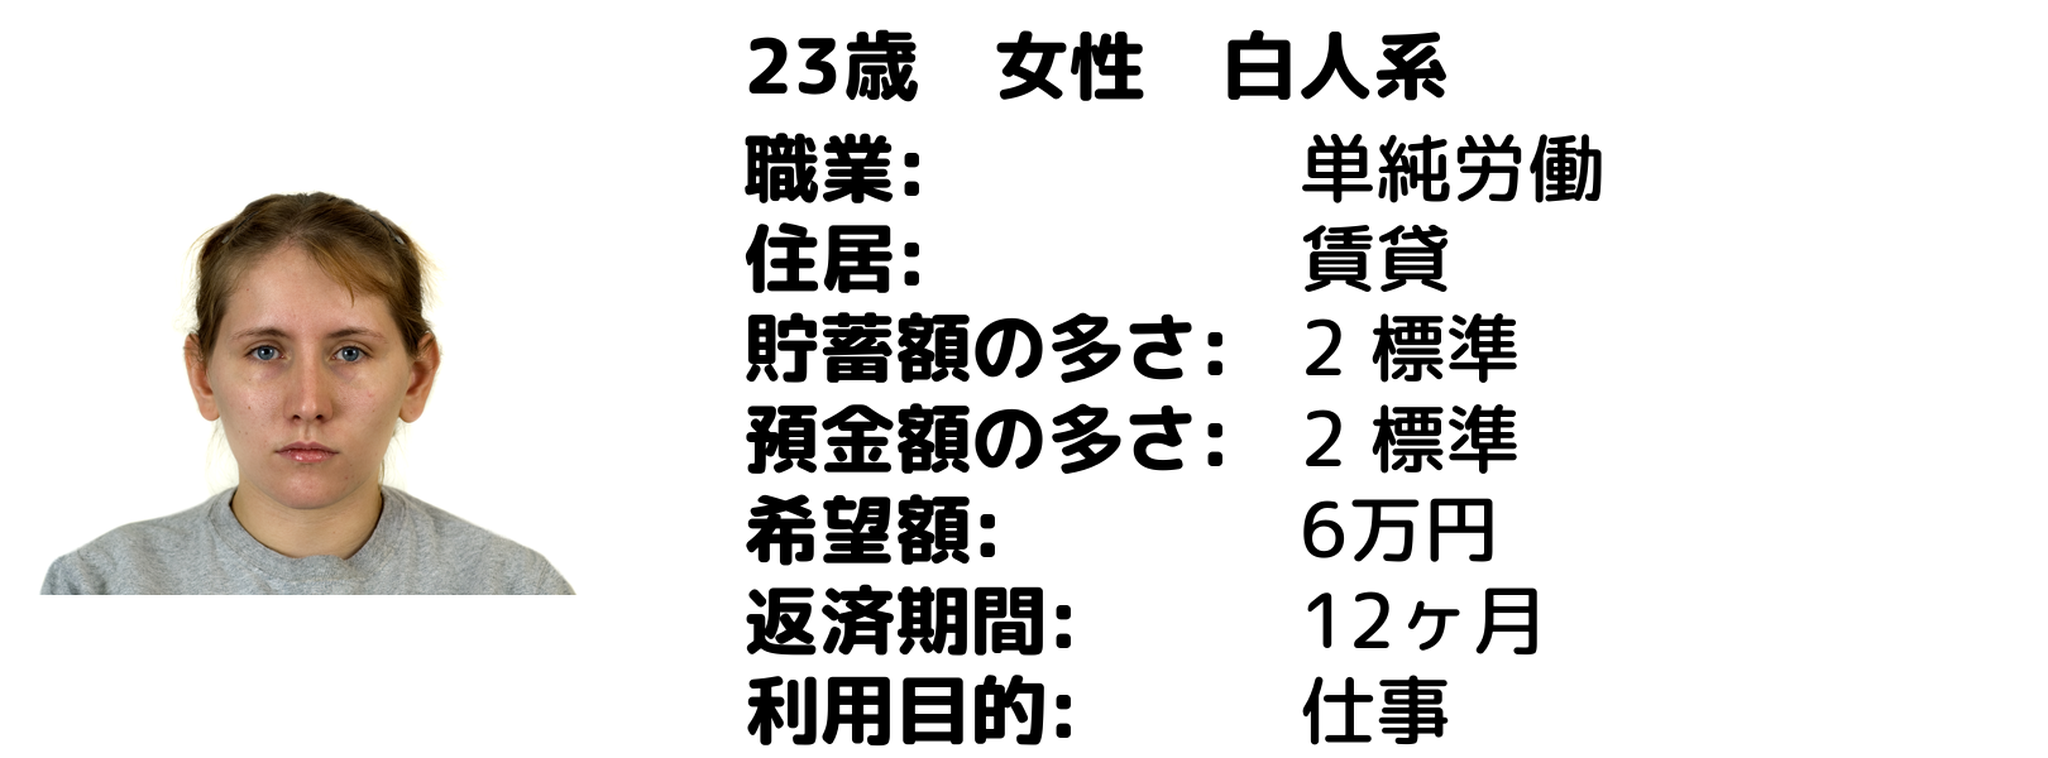 23歳　女性　白人系
職業: 単純労働
住居: 賃貸
貯蓄額の多さ: 2 標準
預金額の多さ: 2 標準
希望額: 6万円
返済期間: 12ヶ月
利用目的: 仕事